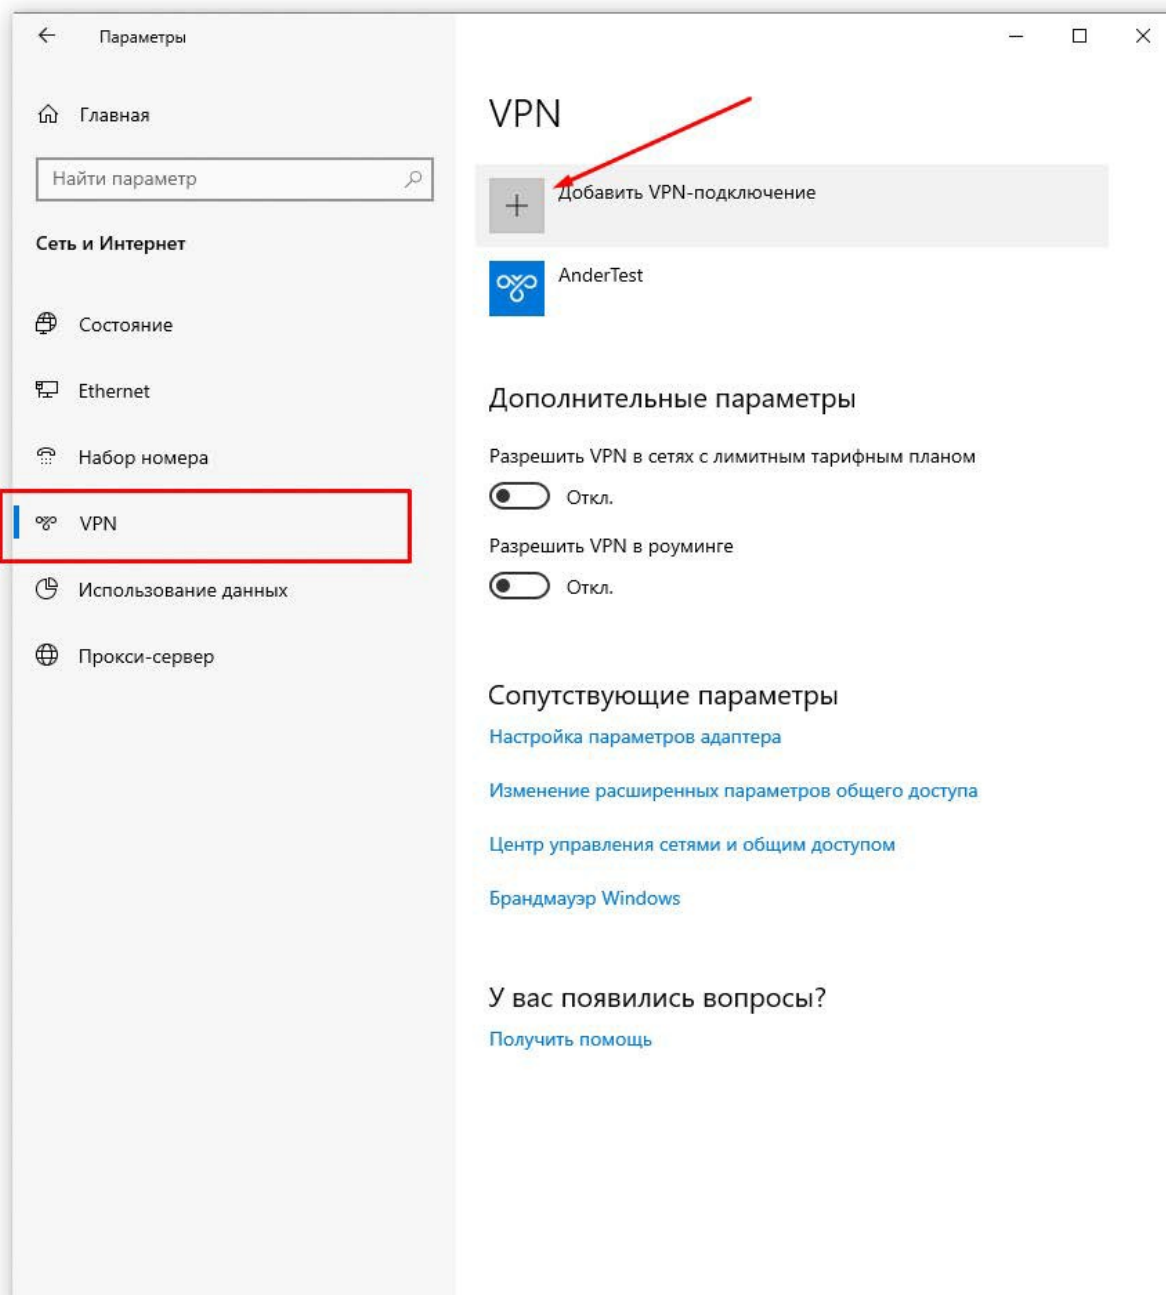 Параметры
Главная
Найти параметр
Сеть и Интернет
Состояние
Ethernet
Набор номера
VPN
Использование данных
Прокси-сервер
VPN
Добавить VPN-подключение
AnderTest
Дополнительные параметры
Разрешить VPN в сетях с лимитным тарифным планом
Откл.
Разрешить VPN в роуминге
Откл.
Сопутствующие параметры
Настройка параметров адаптера
Изменение расширенных параметров общего доступа
Центр управления сетями и общим доступом
Брандмауэр Windows
У вас появились вопросы?
Получить помощь